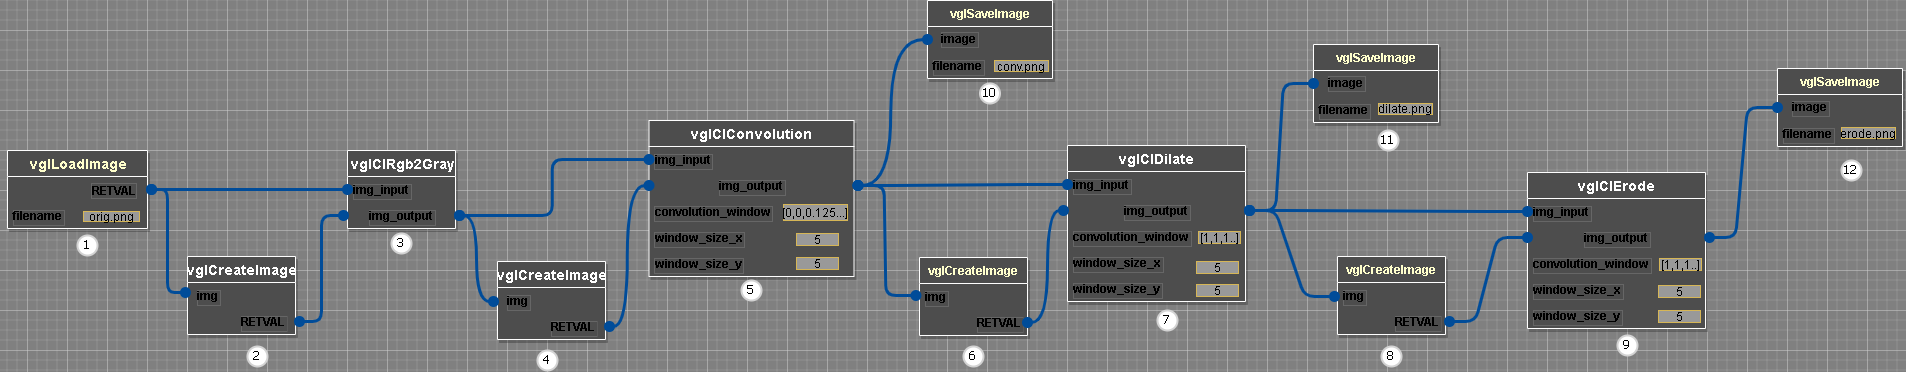 vglLoadImage
RETVAL
filename orig.png
1
vglCreateImage
img
RETVAL
2
vglClRgb2Gray
img_input
img_output
3
vglCreateImage
img
RETVAL
4
vglClConvolution
img_input
img_output
convolution_window [0,0,0.125...]
window_size_x 5
window_size_y 5
5
vglSaveImage
image
filename conv.png
10
vglCreateImage
img
RETVAL
6
vglClDilate
img_input
img_output
convolution_window [1,1,1..]
window_size_x 5
window_size_y 5
7
vglSaveImage
image
filename dilate.png
11
vglCreateImage
img
RETVAL
8
vglClErode
img_input
img_output
convolution_window [1,1,1..]
window_size_x 5
window_size_y 5
9
vglSaveImage
image
filename erode.png
12